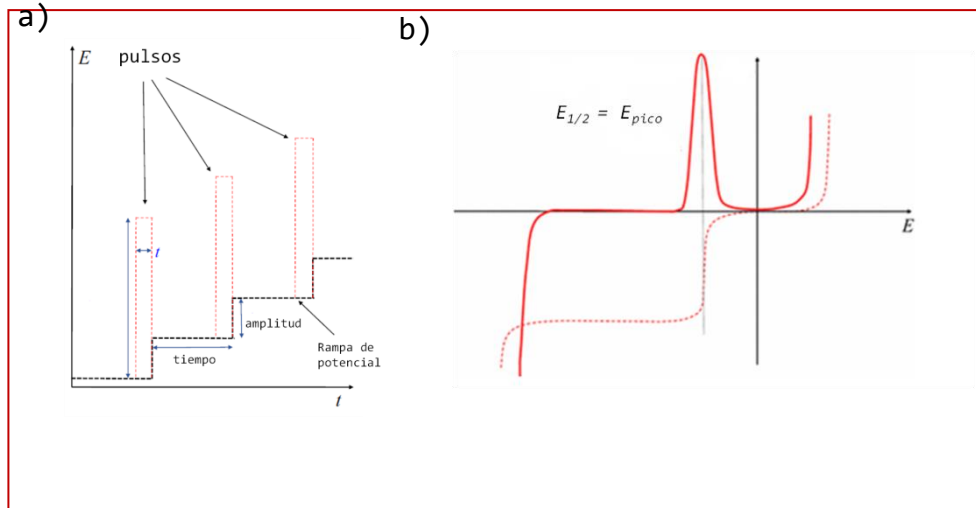 a)
E
pulsos
t
amplitud
tiempo
Rampa de
potencial
t
b)
E1/2 = Epico
E